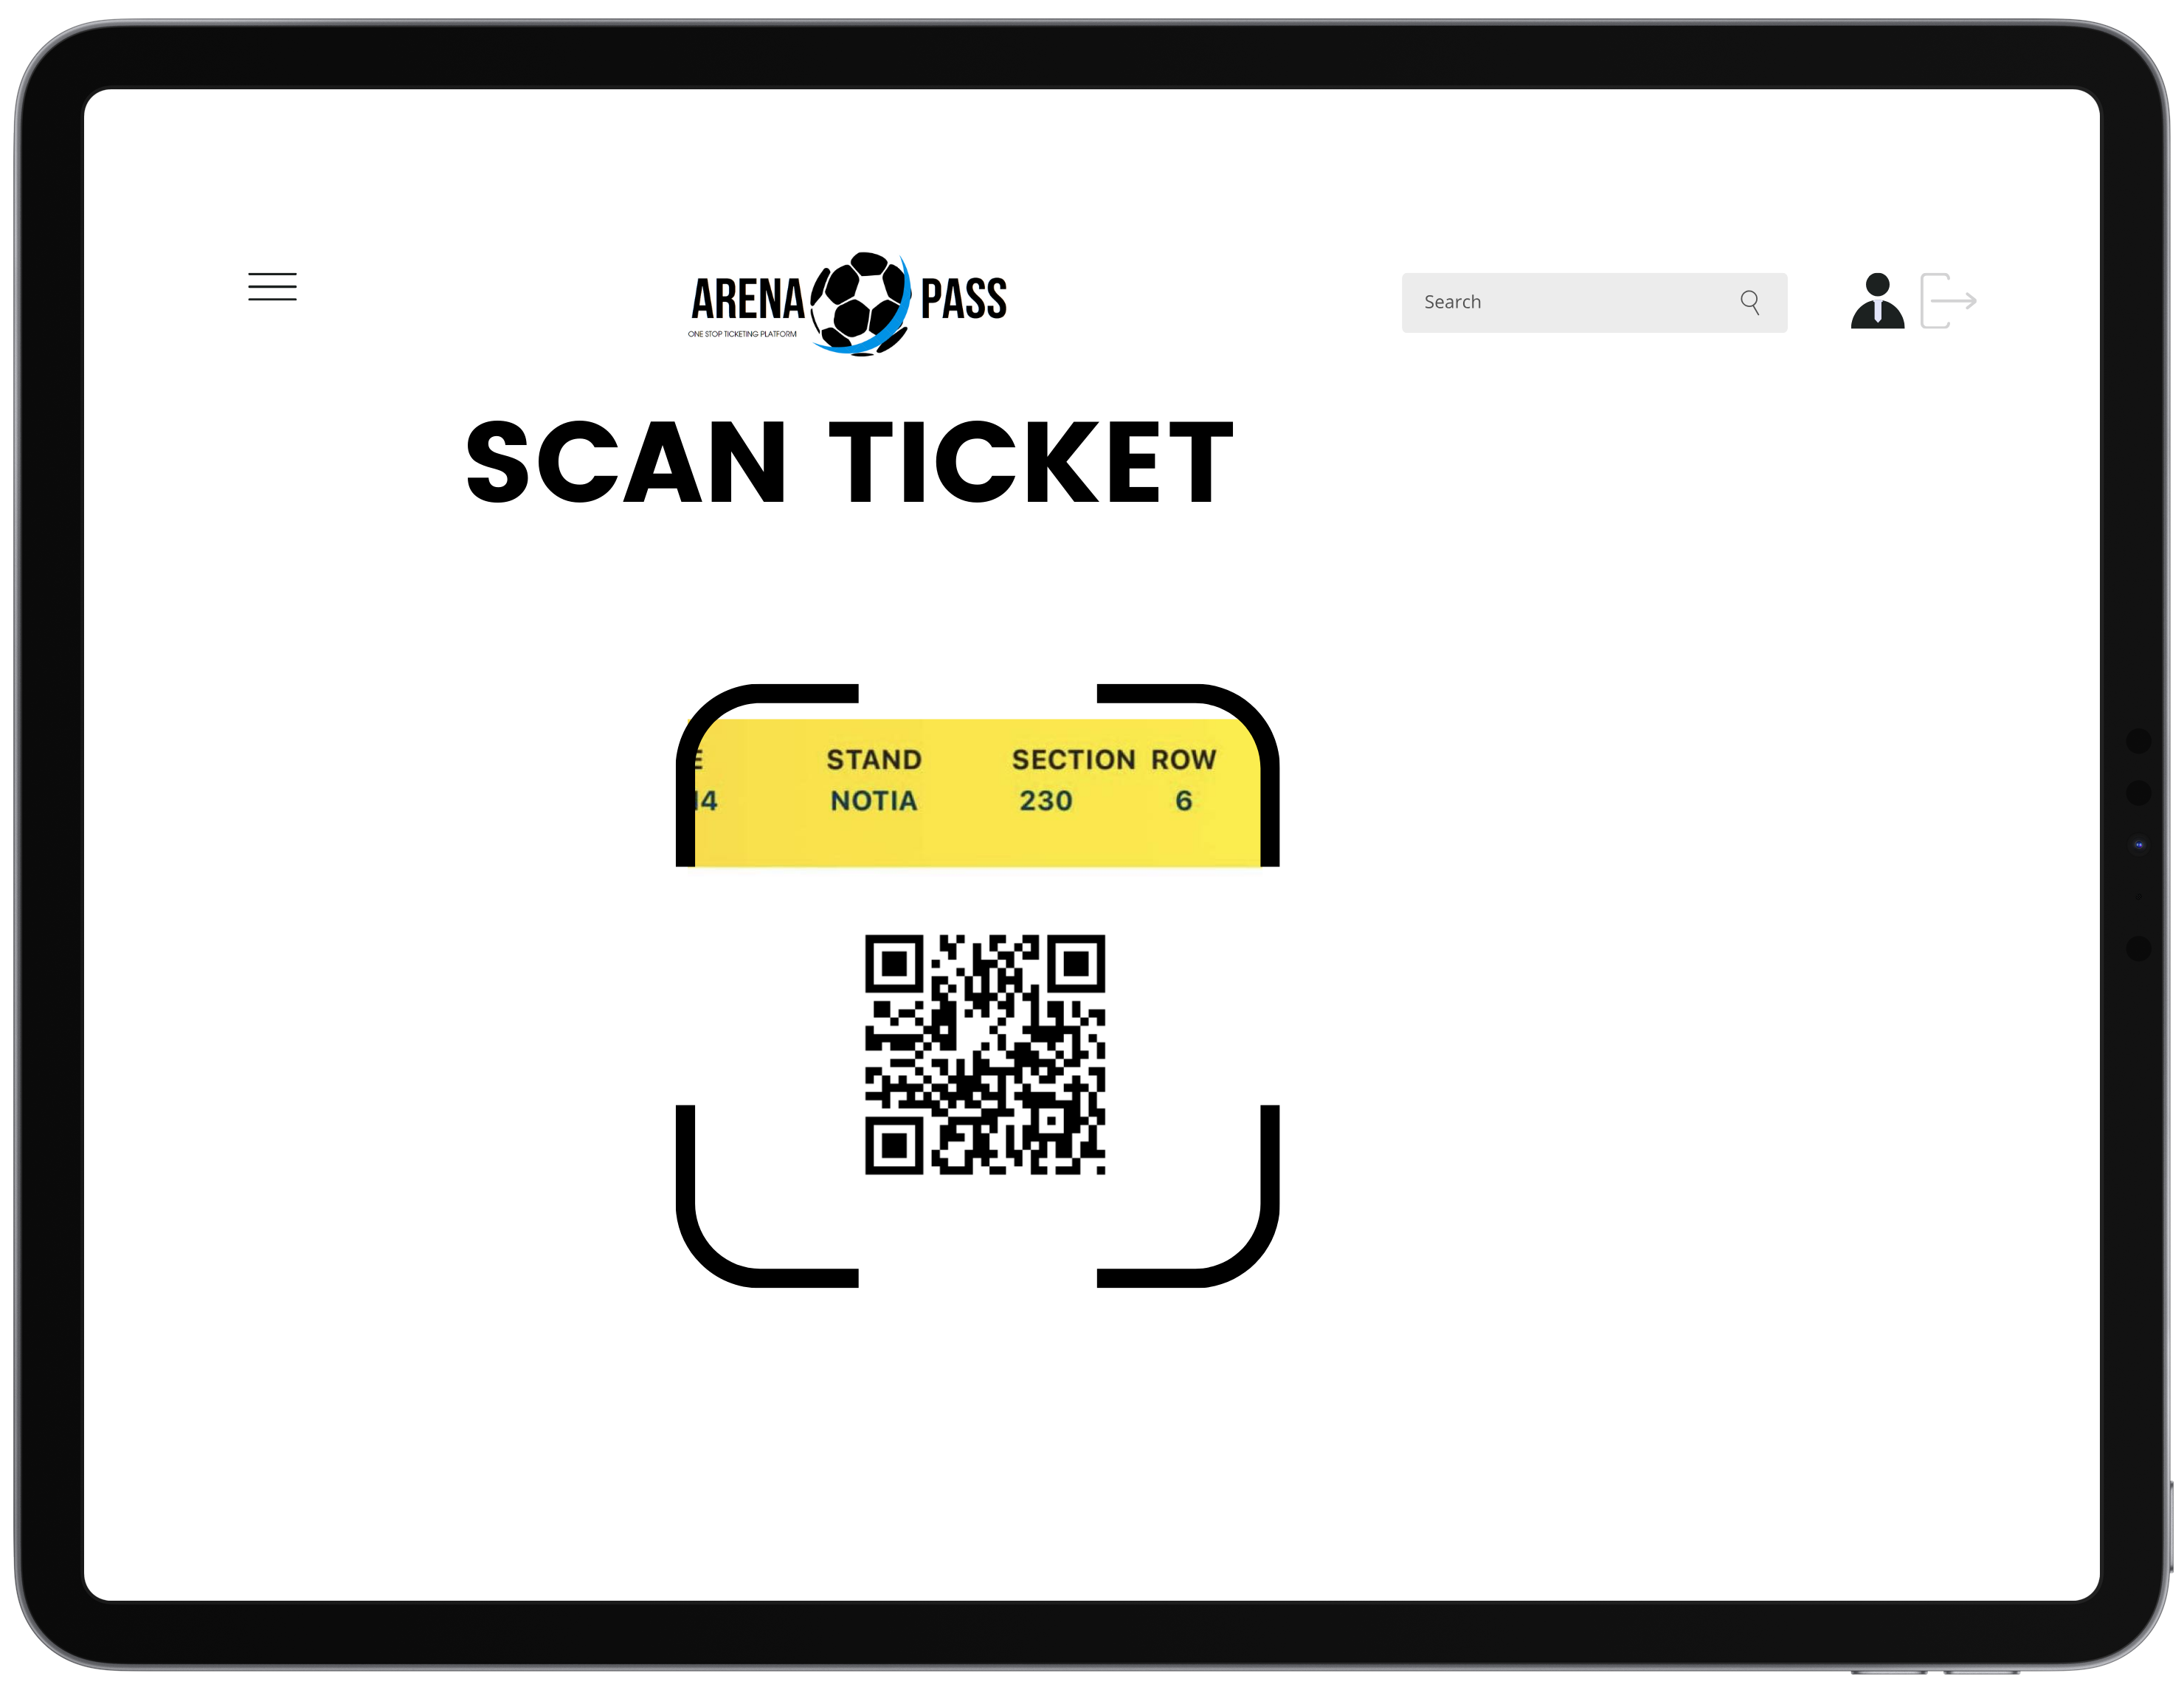 ARENA PASS
ONE STOP TICKETING PLATFORM
Search
SCAN TICKET
STAND SECTION ROW
NOTIA 230 6